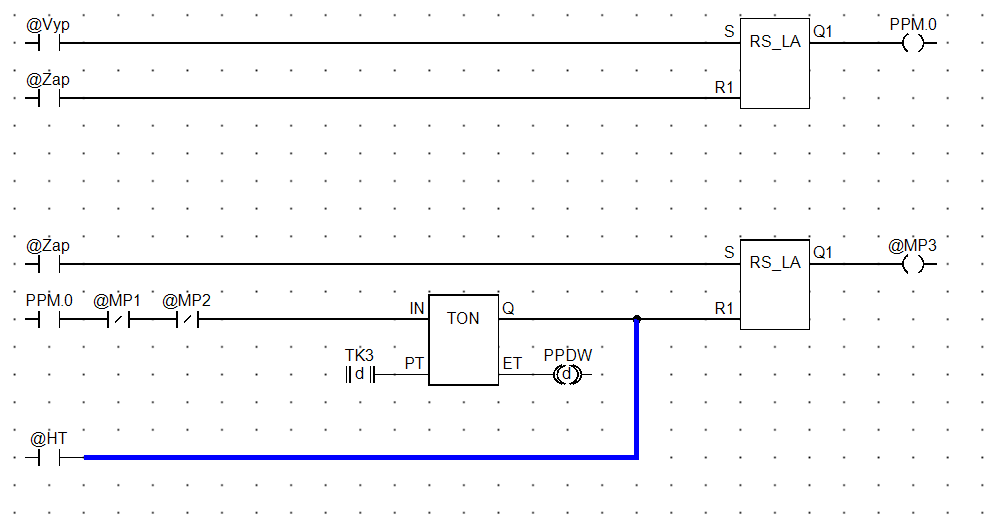 @Vyp
S
RS_LA
Q1
PPM.0
@Zap
R1
@Zap
S
RS_LA
Q1
@MP3
PPM.0
@MP1
@MP2
IN
TON
Q
R1
TK3
d
PT
ET
PPDW
d
@HT